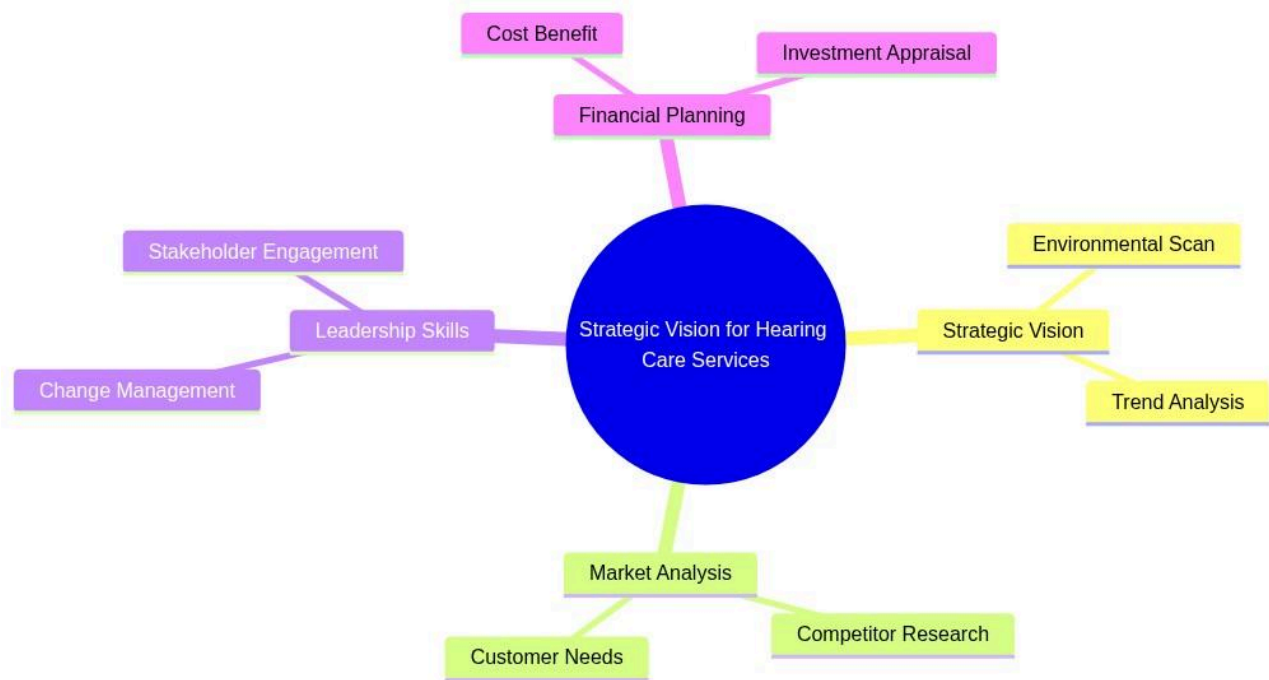 Cost Benefit
Investment Appraisal
Financial Planning
Environmental Scan
Stakeholder Engagement
Strategic Vision for Hearing
Care Services
Leadership Skills
Strategic Vision
Change Management
Trend Analysis
Market Analysis
Competitor Research
Customer Needs